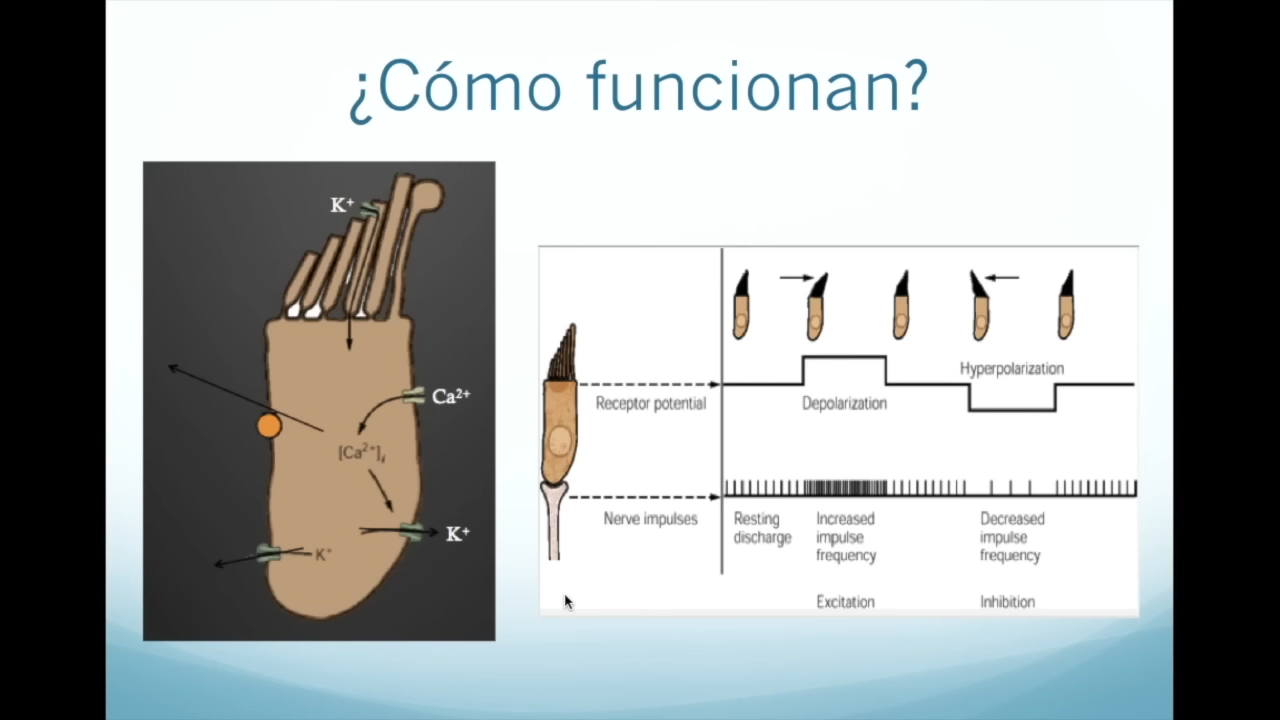 ¿Cómo funcionan?
K⁺
Ca²⁺
[Ca²⁺]ᵢ
K⁺
K⁺
Hyperpolarization
Receptor potential
Depolarization
Nerve impulses
Resting
discharge
Increased
impulse
frequency
Decreased
impulse
frequency
Excitation
Inhibition